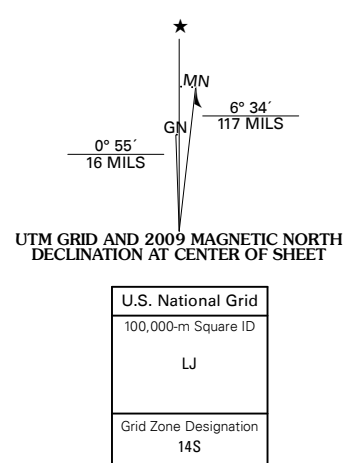 ★
MN
6° 34´
117 MILS
GN
0° 55´
16 MILS
UTM GRID AND 2009 MAGNETIC NORTH
DECLINATION AT CENTER OF SHEET
U.S. National Grid
100,000-m Square ID
LJ
Grid Zone Designation
14S